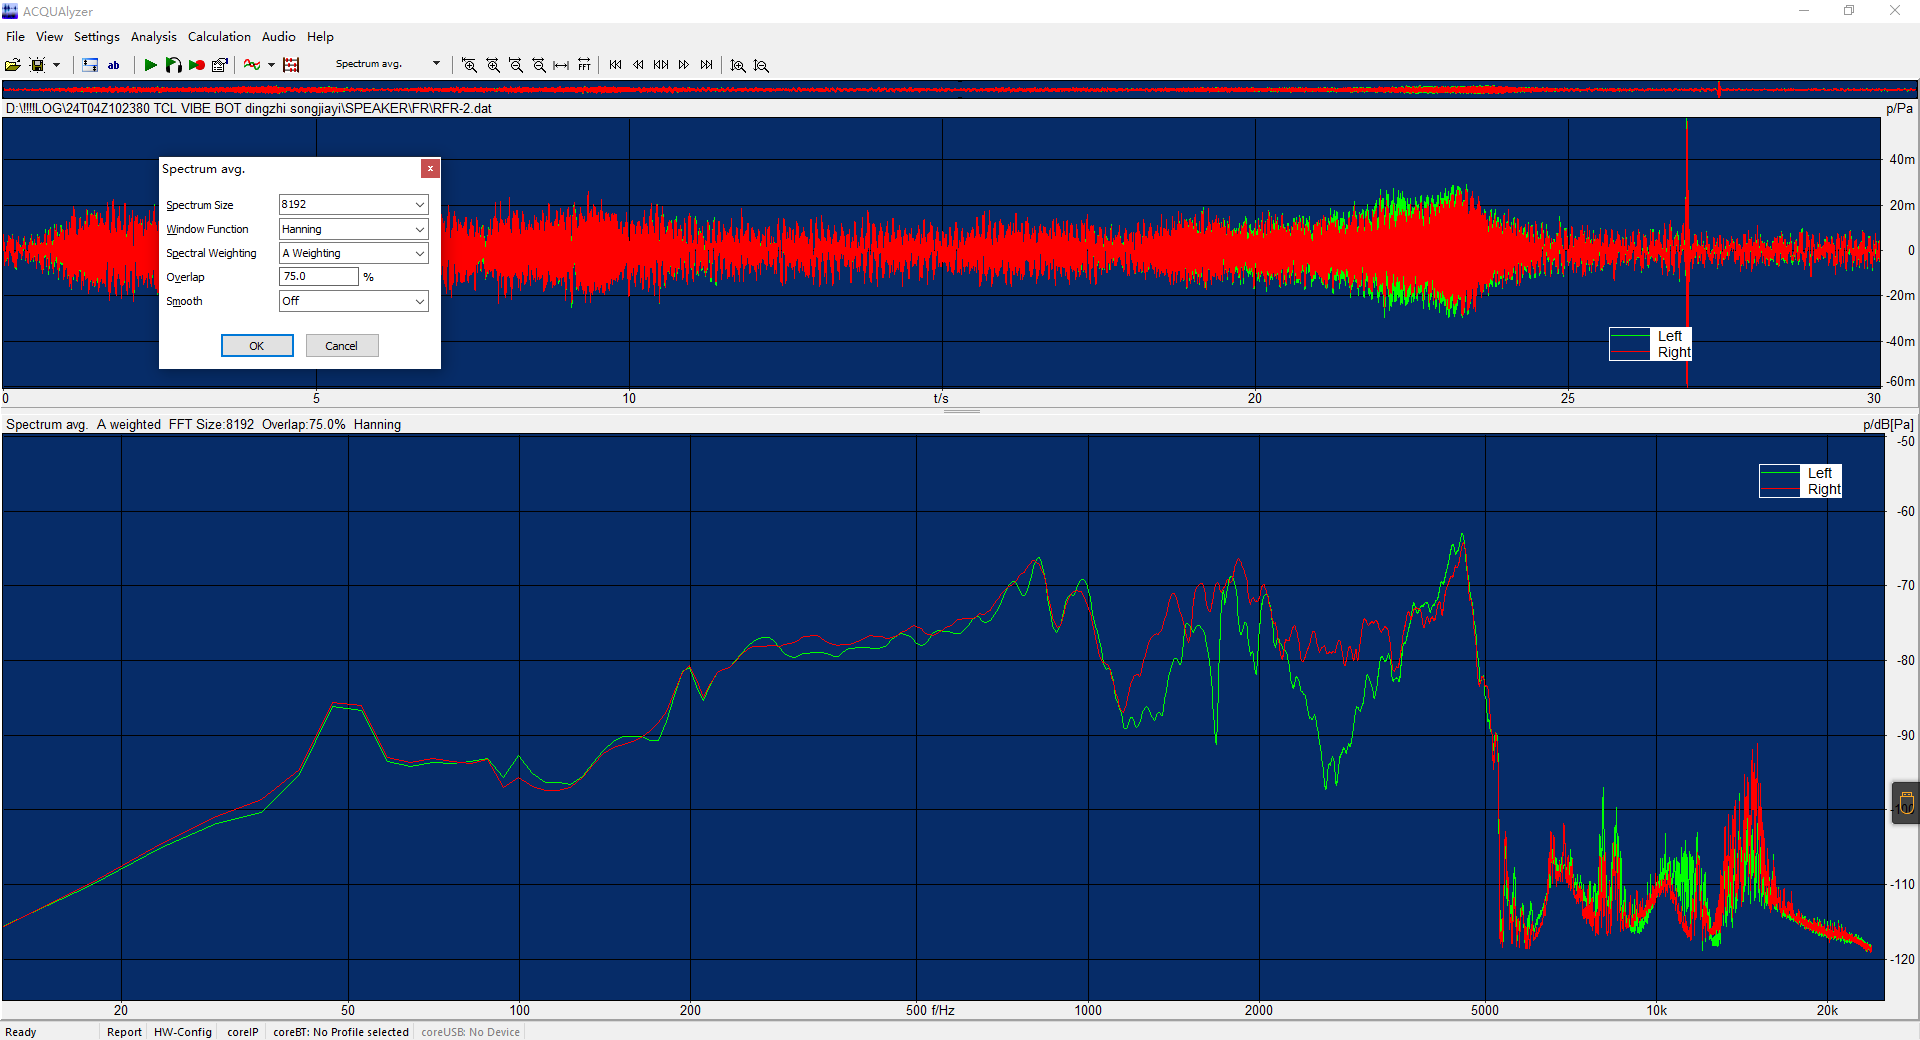 ACQUAlyzer
File View Settings Analysis Calculation Audio Help
ab Spectrum avg. FFT
D:\!!!!LOG\24T04Z102380 TCL VIBE BOT dingzhi songjiayi\SPEAKER\FR\RFR-2.dat p/Pa
40m
20m
0
-20m
-40m
-60m
Spectrum avg.
Spectrum Size 8192
Window Function Hanning
Spectral Weighting A Weighting
Overlap 75.0 %
Smooth Off
OK Cancel
Left
Right
0 5 10 t/s 20 25 30
Spectrum avg. A weighted FFT Size:8192 Overlap:75.0% Hanning p/dB[Pa]
-50
Left
Right
-60
-70
-80
-90
-110
-120
20 50 100 200 500 f/Hz 1000 2000 5000 10k 20k
Ready Report HW-Config coreIP coreBT: No Profile selected coreUSB: No Device